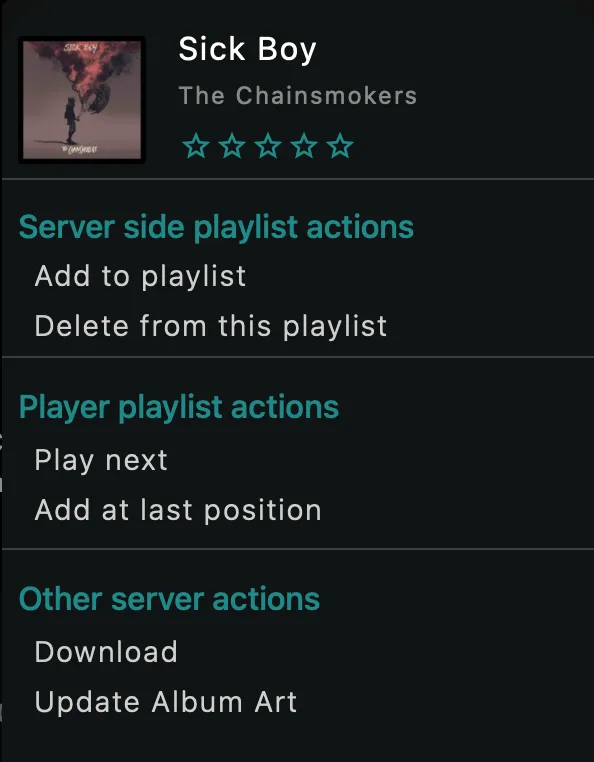 SICK BOY
THE CHAINSMOKERS
Sick Boy
The Chainsmokers
Server side playlist actions
Add to playlist
Delete from this playlist
Player playlist actions
Play next
Add at last position
Other server actions
Download
Update Album Art